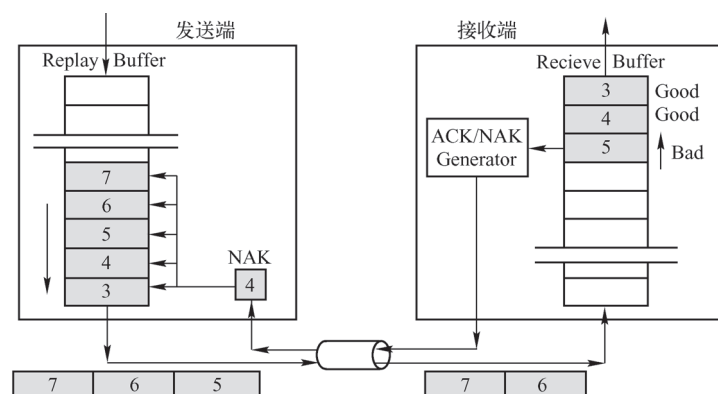 发送端
接收端
Replay Buffer
Recieve Buffer
3 Good
4 Good
5 Bad
ACK/NAK
Generator
7
6
5
4
3
NAK
4
7 6 5
7 6